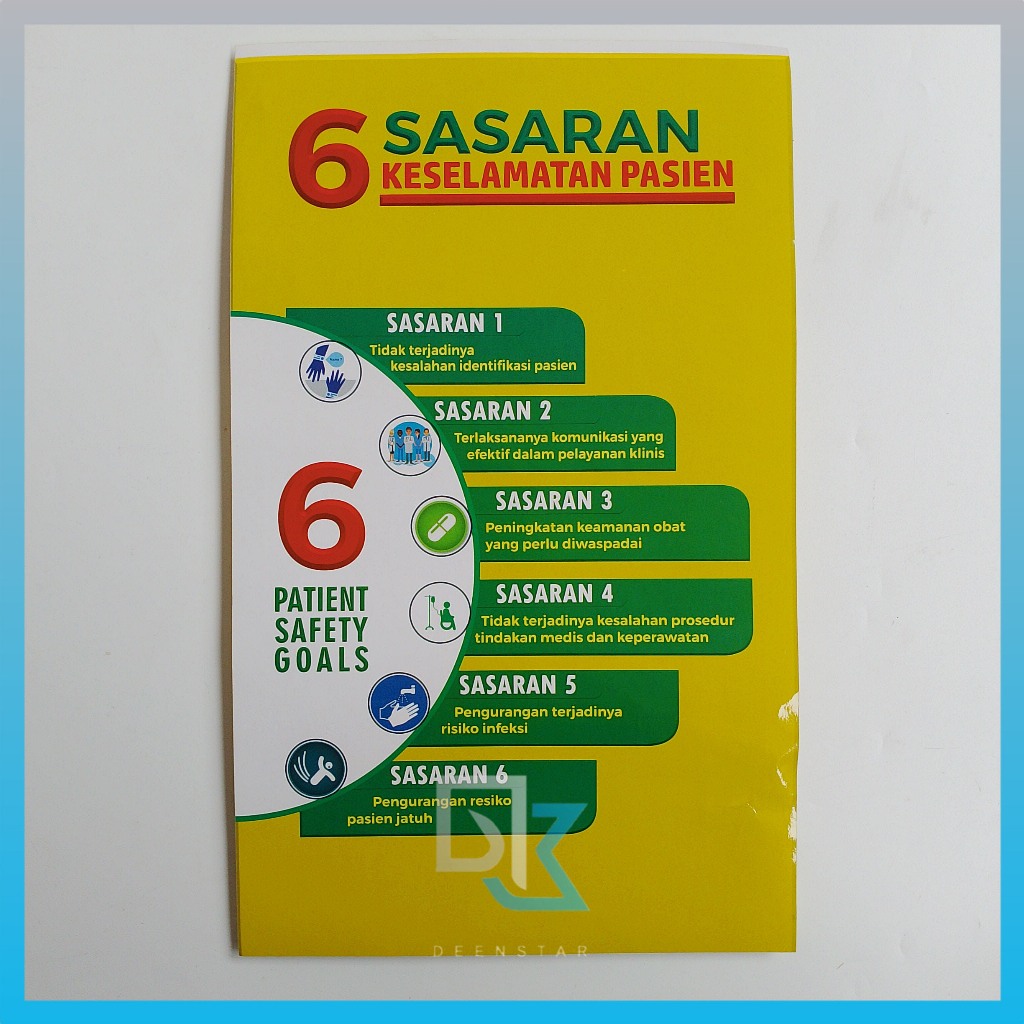 6 SASARAN
KESELAMATAN PASIEN
SASARAN 1
Tidak terjadinya
kesalahan identifikasi pasien
SASARAN 2
Terlaksananya komunikasi yang
efektif dalam pelayanan klinis
SASARAN 3
Peningkatan keamanan obat
yang perlu diwaspadai
SASARAN 4
Tidak terjadinya kesalahan prosedur
tindakan medis dan keperawatan
SASARAN 5
Pengurangan terjadinya
risiko infeksi
SASARAN 6
Pengurangan resiko
pasien jatuh
6
PATIENT
SAFETY
GOALS
DEENSTAR